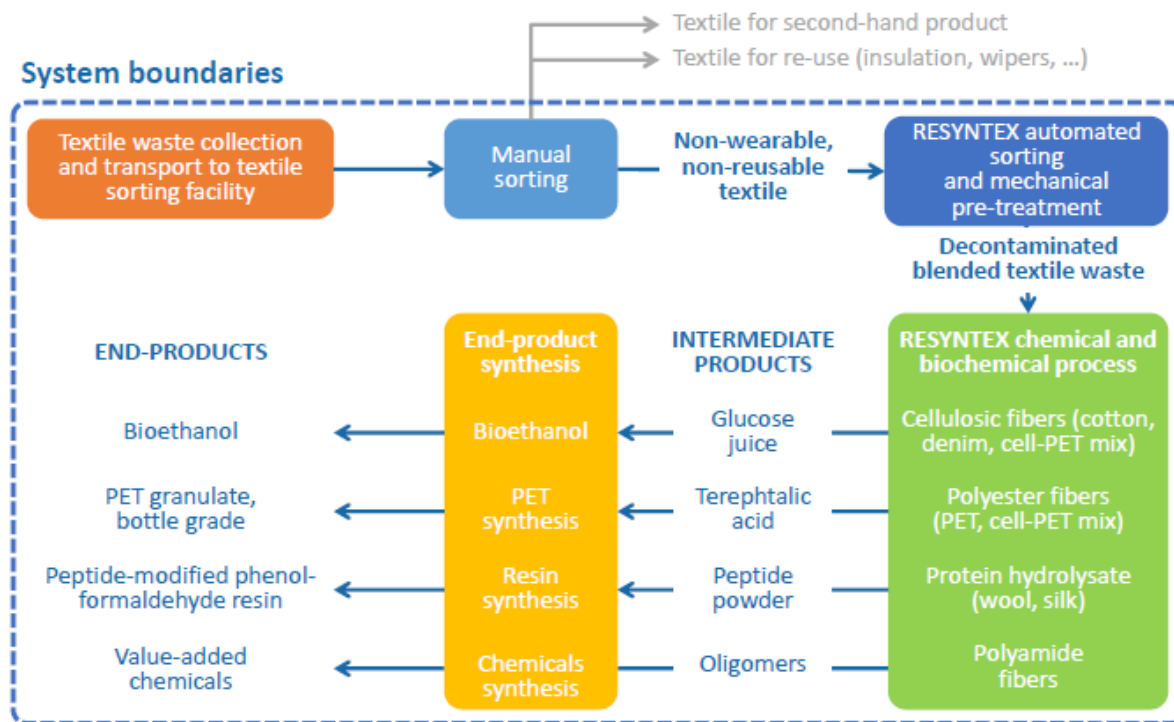 Textile for second-hand product
Textile for re-use (insulation, wipers, ...)
System boundaries
Textile waste collection
and transport to textile
sorting facility
Manual
sorting
Non-wearable,
non-reusable
textile
RESYNTEX automated
sorting
and mechanical
pre-treatment
Decontaminated
blended textile waste
END-PRODUCTS
End-product
synthesis
INTERMEDIATE
PRODUCTS
RESYNTEX chemical and
biochemical process
Bioethanol
Bioethanol
Glucose
juice
Cellulosic fibers (cotton,
denim, cell-PET mix)
PET granulate,
bottle grade
PET
synthesis
Terephtalic
acid
Polyester fibers
(PET, cell-PET mix)
Peptide-modified phenol-
formaldehyde resin
Resin
synthesis
Peptide
powder
Protein hydrolysate
(wool, silk)
Value-added
chemicals
Chemicals
synthesis
Oligomers
Polyamide
fibers